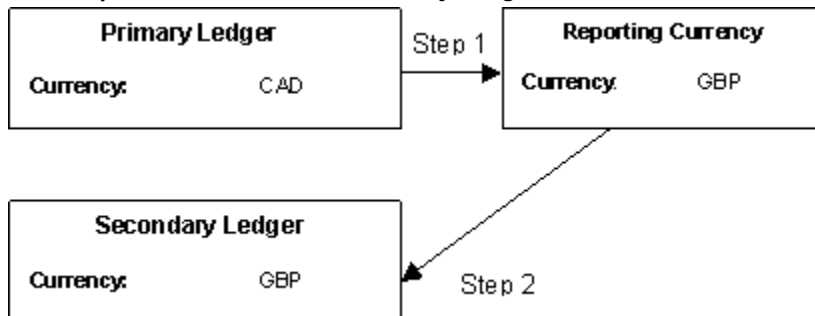 Primary Ledger
Currency: CAD
Step 1
Reporting Currency
Currency: GBP
Secondary Ledger
Currency: GBP
Step 2